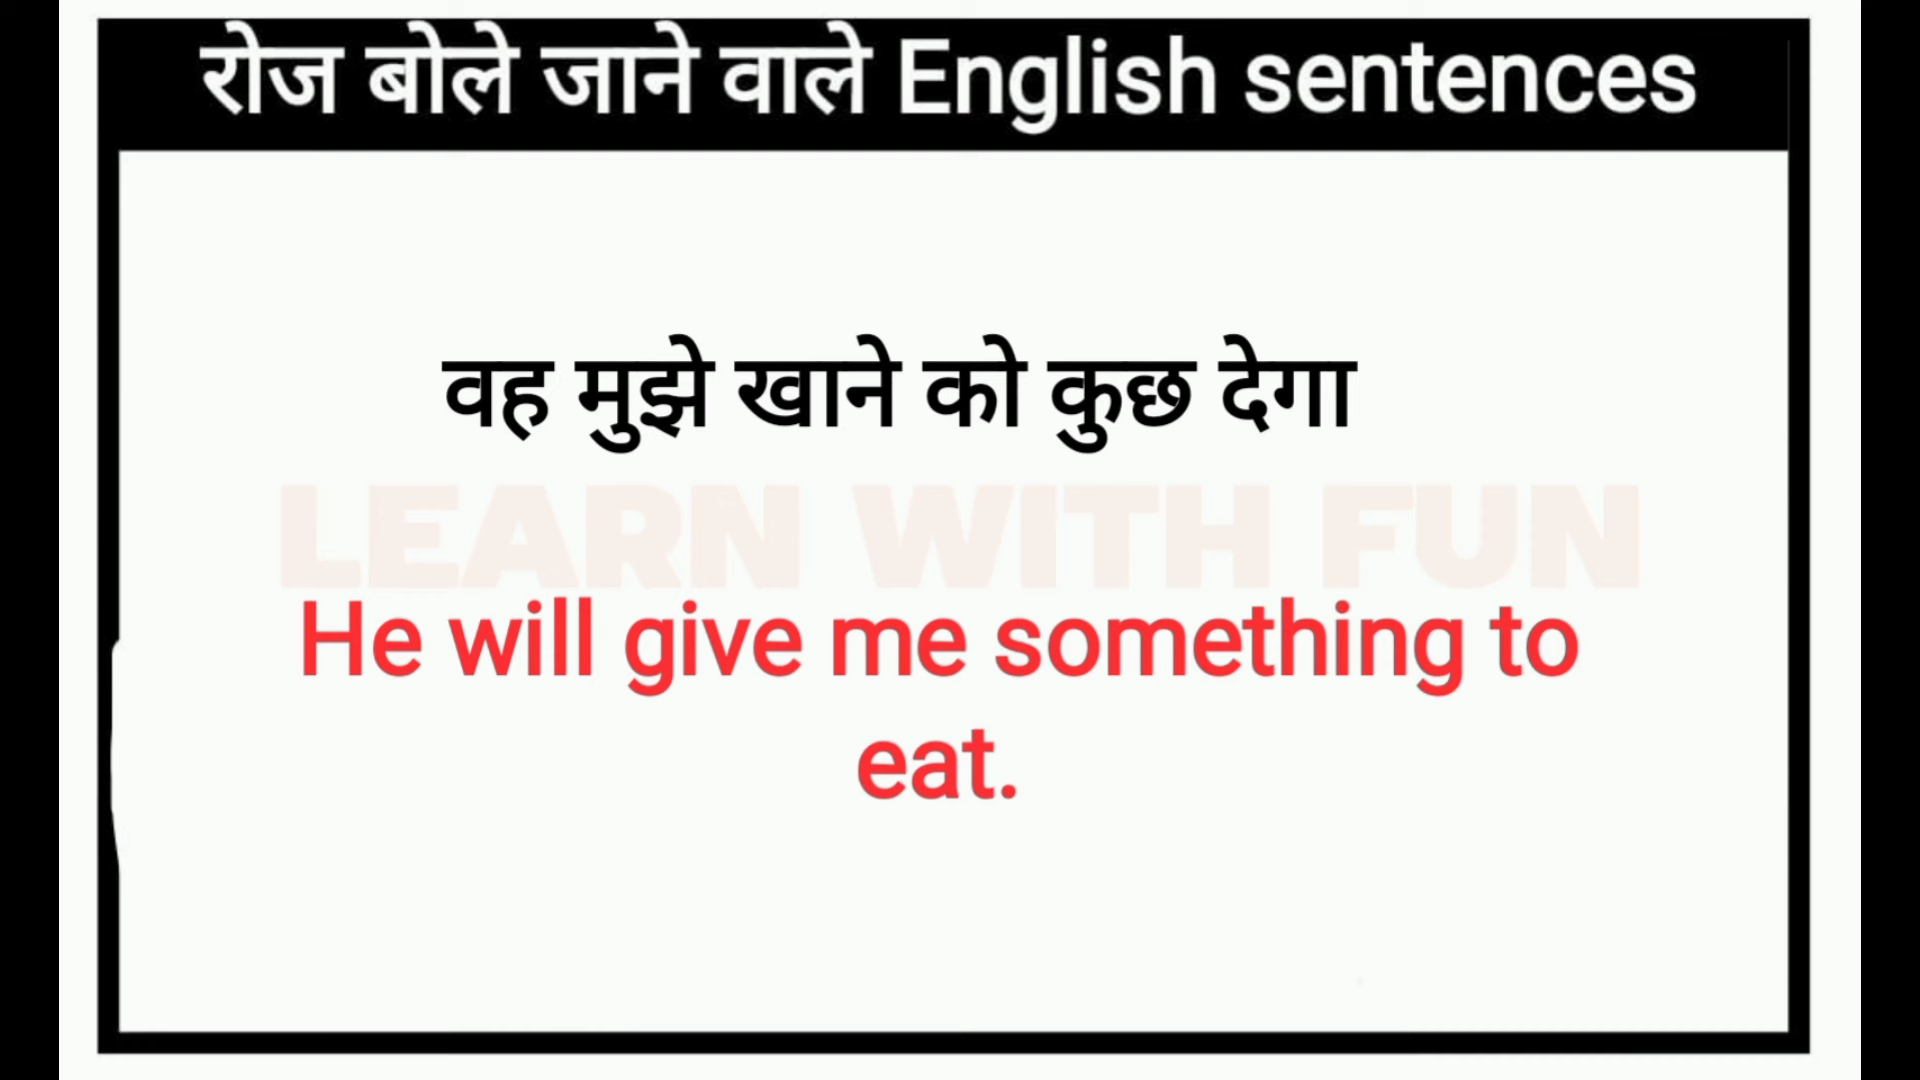 रोज बोले जाने वाले English sentences
वह मुझे खाने को कुछ देगा
LEARN WITH FUN
He will give me something to
eat.